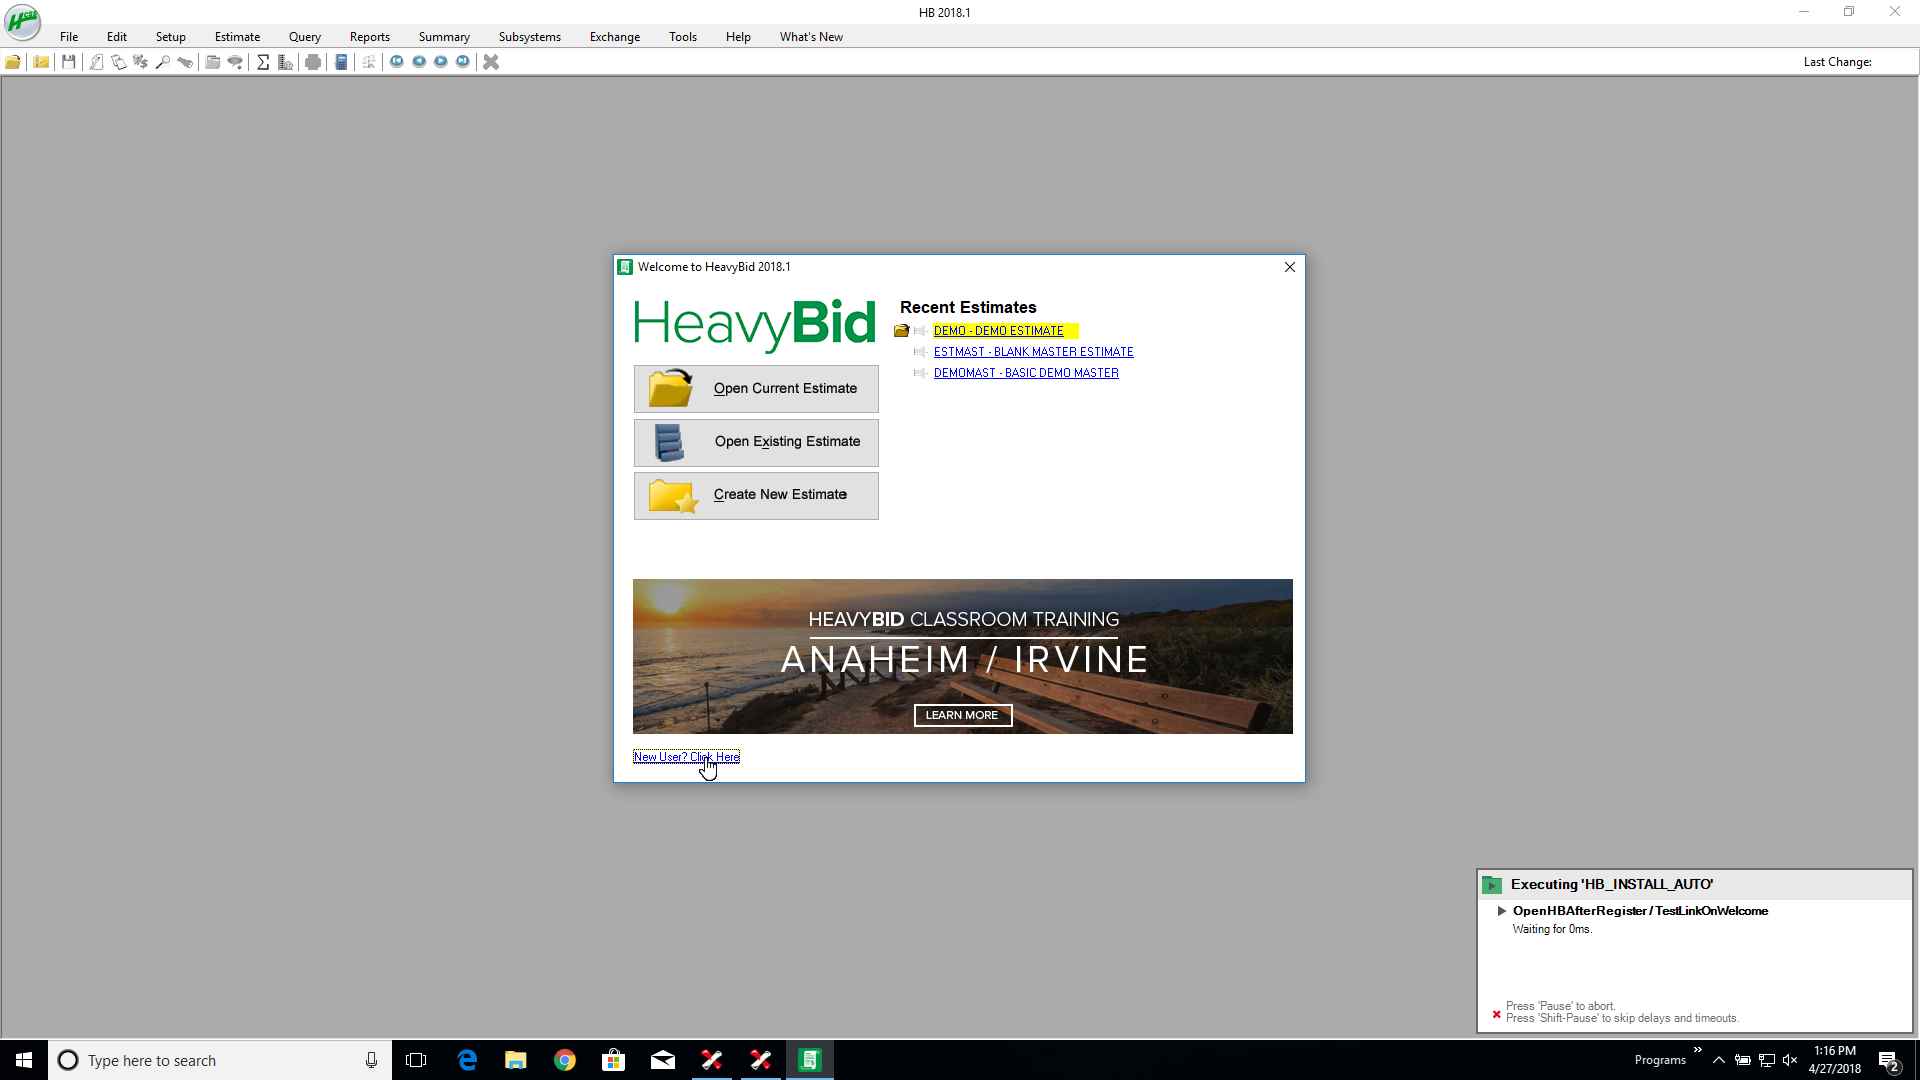 HB 2018.1
File Edit Setup Estimate Query Reports Summary Subsystems Exchange Tools Help What's New
Last Change:
Welcome to HeavyBid 2018.1
HeavyBid
Open Current Estimate
Open Existing Estimate
Create New Estimate
Recent Estimates
DEMO - DEMO ESTIMATE
ESTMAST - BLANK MASTER ESTIMATE
DEMOMAST - BASIC DEMO MASTER
HEAVYBID CLASSROOM TRAINING
ANAHEIM / IRVINE
LEARN MORE
New User? Click Here
Executing 'HB_INSTALL_AUTO'
OpenHBAfterRegister / TestLinkOnWelcome
Waiting for 0ms.
Press 'Pause' to abort.
Press 'Shift-Pause' to skip delays and timeouts.
Type here to search
Programs
1:16 PM
4/27/2018
2